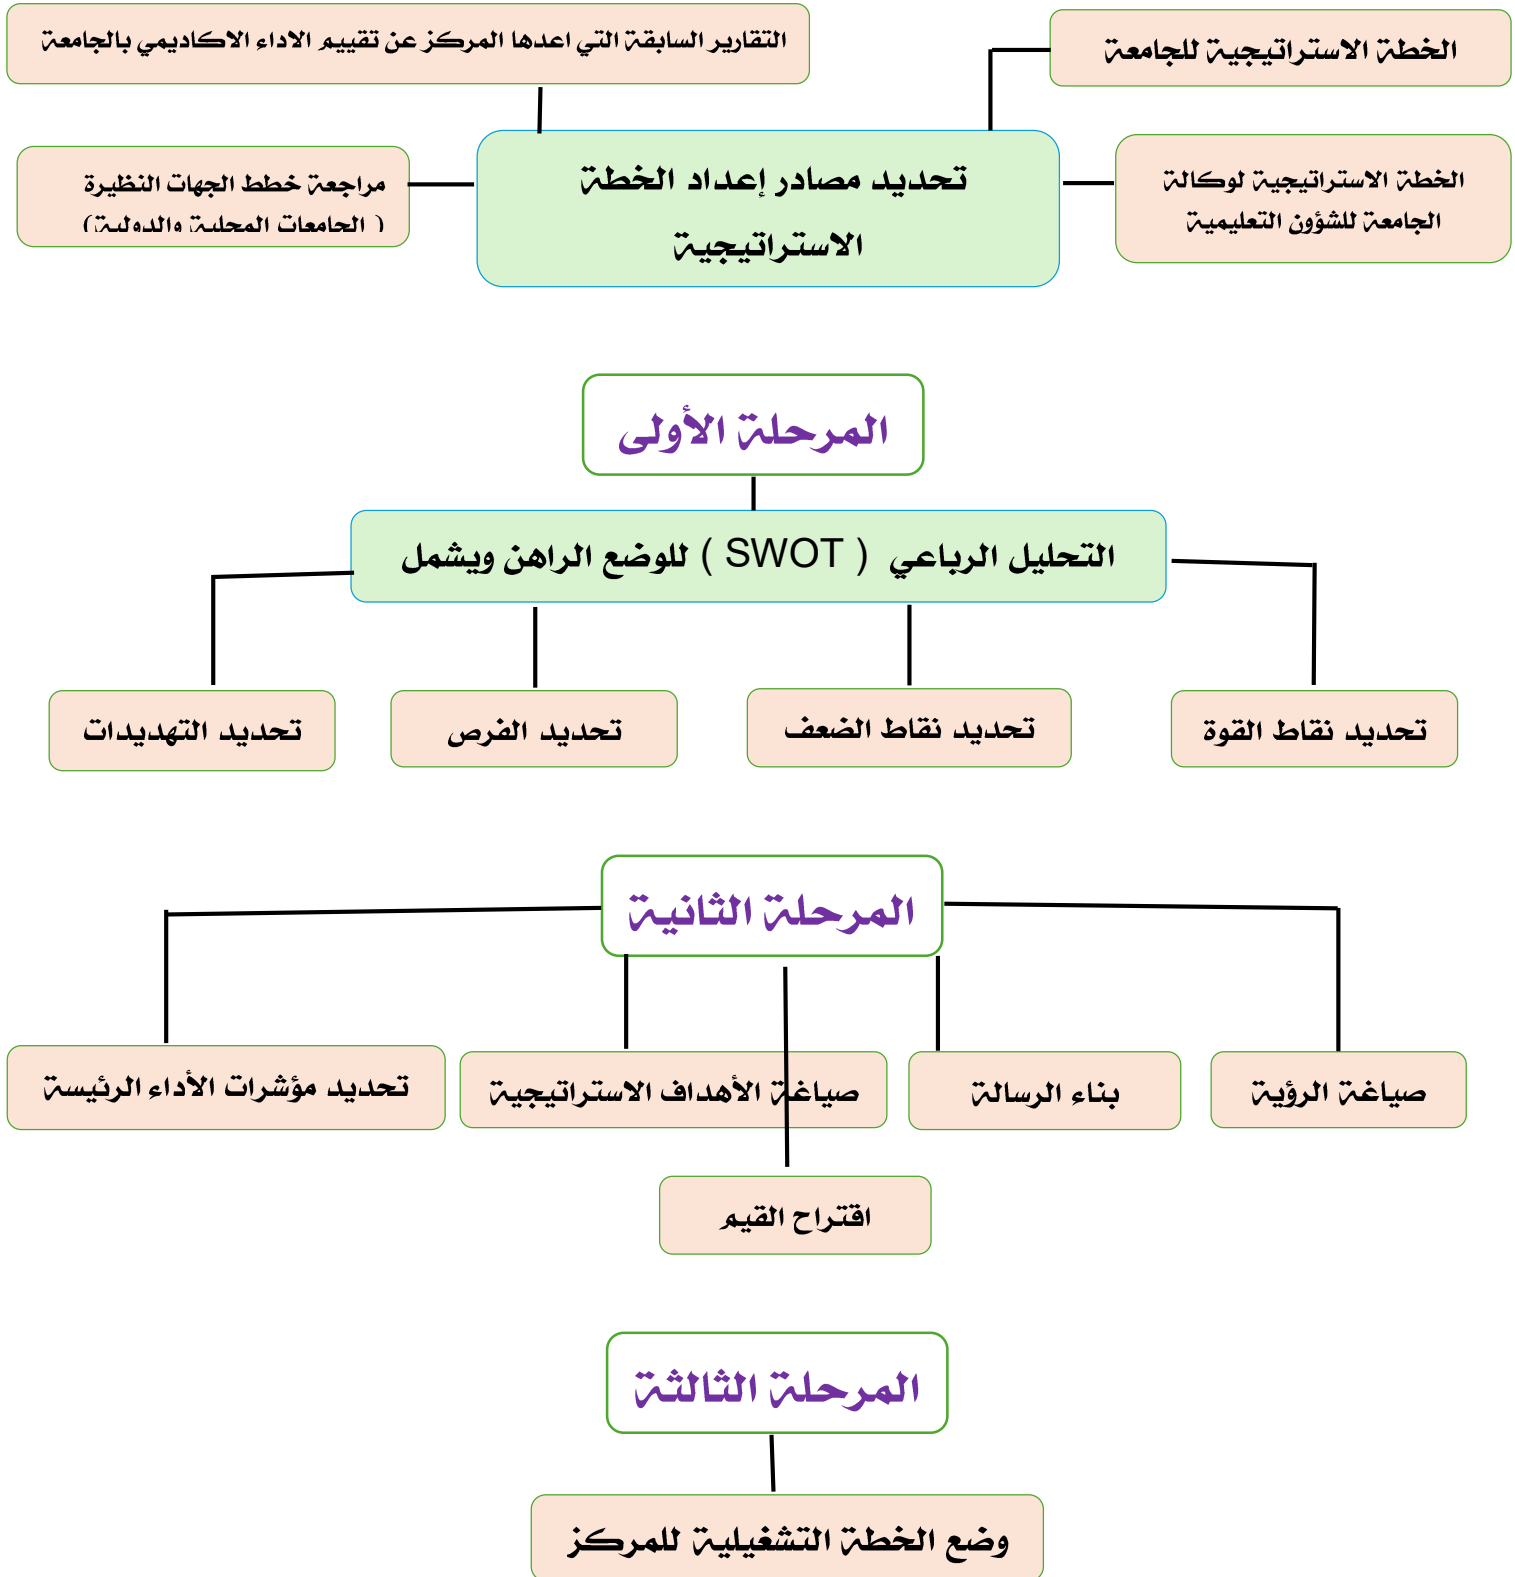 الخطة الاستراتيجية للجامعة
التقارير السابقة التي اعدها المركز عن تقييم الاداء الاكاديمي بالجامعة
الخطة الاستراتيجية لوكالة
الجامعة للشؤون التعليمية
تحديد مصادر إعداد الخطة
الاستراتيجية
مراجعة خطط الجهات النظيرة
( الجامعات المحلية والدولية)
المرحلة الأولى
التحليل الرباعي ( SWOT ) للوضع الراهن ويشمل
تحديد نقاط القوة
تحديد نقاط الضعف
تحديد الفرص
تحديد التهديدات
المرحلة الثانية
صياغة الرؤية
بناء الرسالة
صياغة الأهداف الاستراتيجية
تحديد مؤشرات الأداء الرئيسة
اقتراح القيم
المرحلة الثالثة
وضع الخطة التشغيلية للمركز